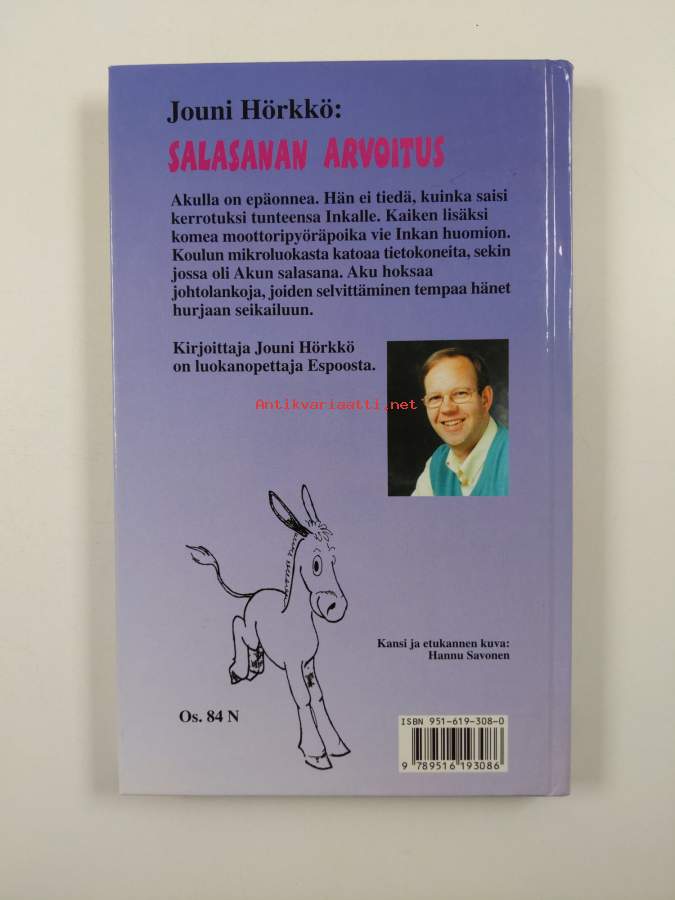 Jouni Hörkkö:
SALASANAN ARVOITUS
Akulla on epäonnea. Hän ei tiedä, kuinka saisi
kerrotuksi tunteensa Inkalle. Kaiken lisäksi
komea moottoripyöräpoika vie Inkan huomion.
Koulun mikroluokasta katoaa tietokoneita, sekin
jossa oli Akun salasana. Aku hoksaa
johtolankoja, joiden selvittäminen tempaa hänet
hurjaan seikailuun.
Kirjoittaja Jouni Hörkkö
on luokanopettaja Espoosta.
Antikvariaatti.net
Kansi ja etukannen kuva:
Hannu Savonen
Os. 84 N
ISBN 951-619-308-0
9 789516 193086